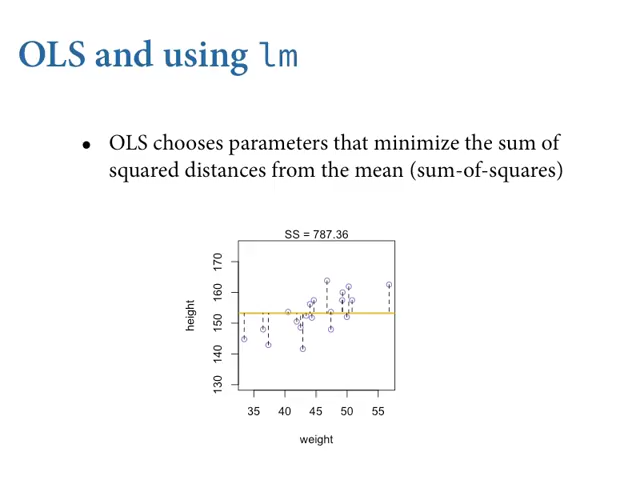 OLS and using lm
• OLS chooses parameters that minimize the sum of
squared distances from the mean (sum-of-squares)
SS = 787.36
height
170
160
150
140
130
35 40 45 50 55
weight